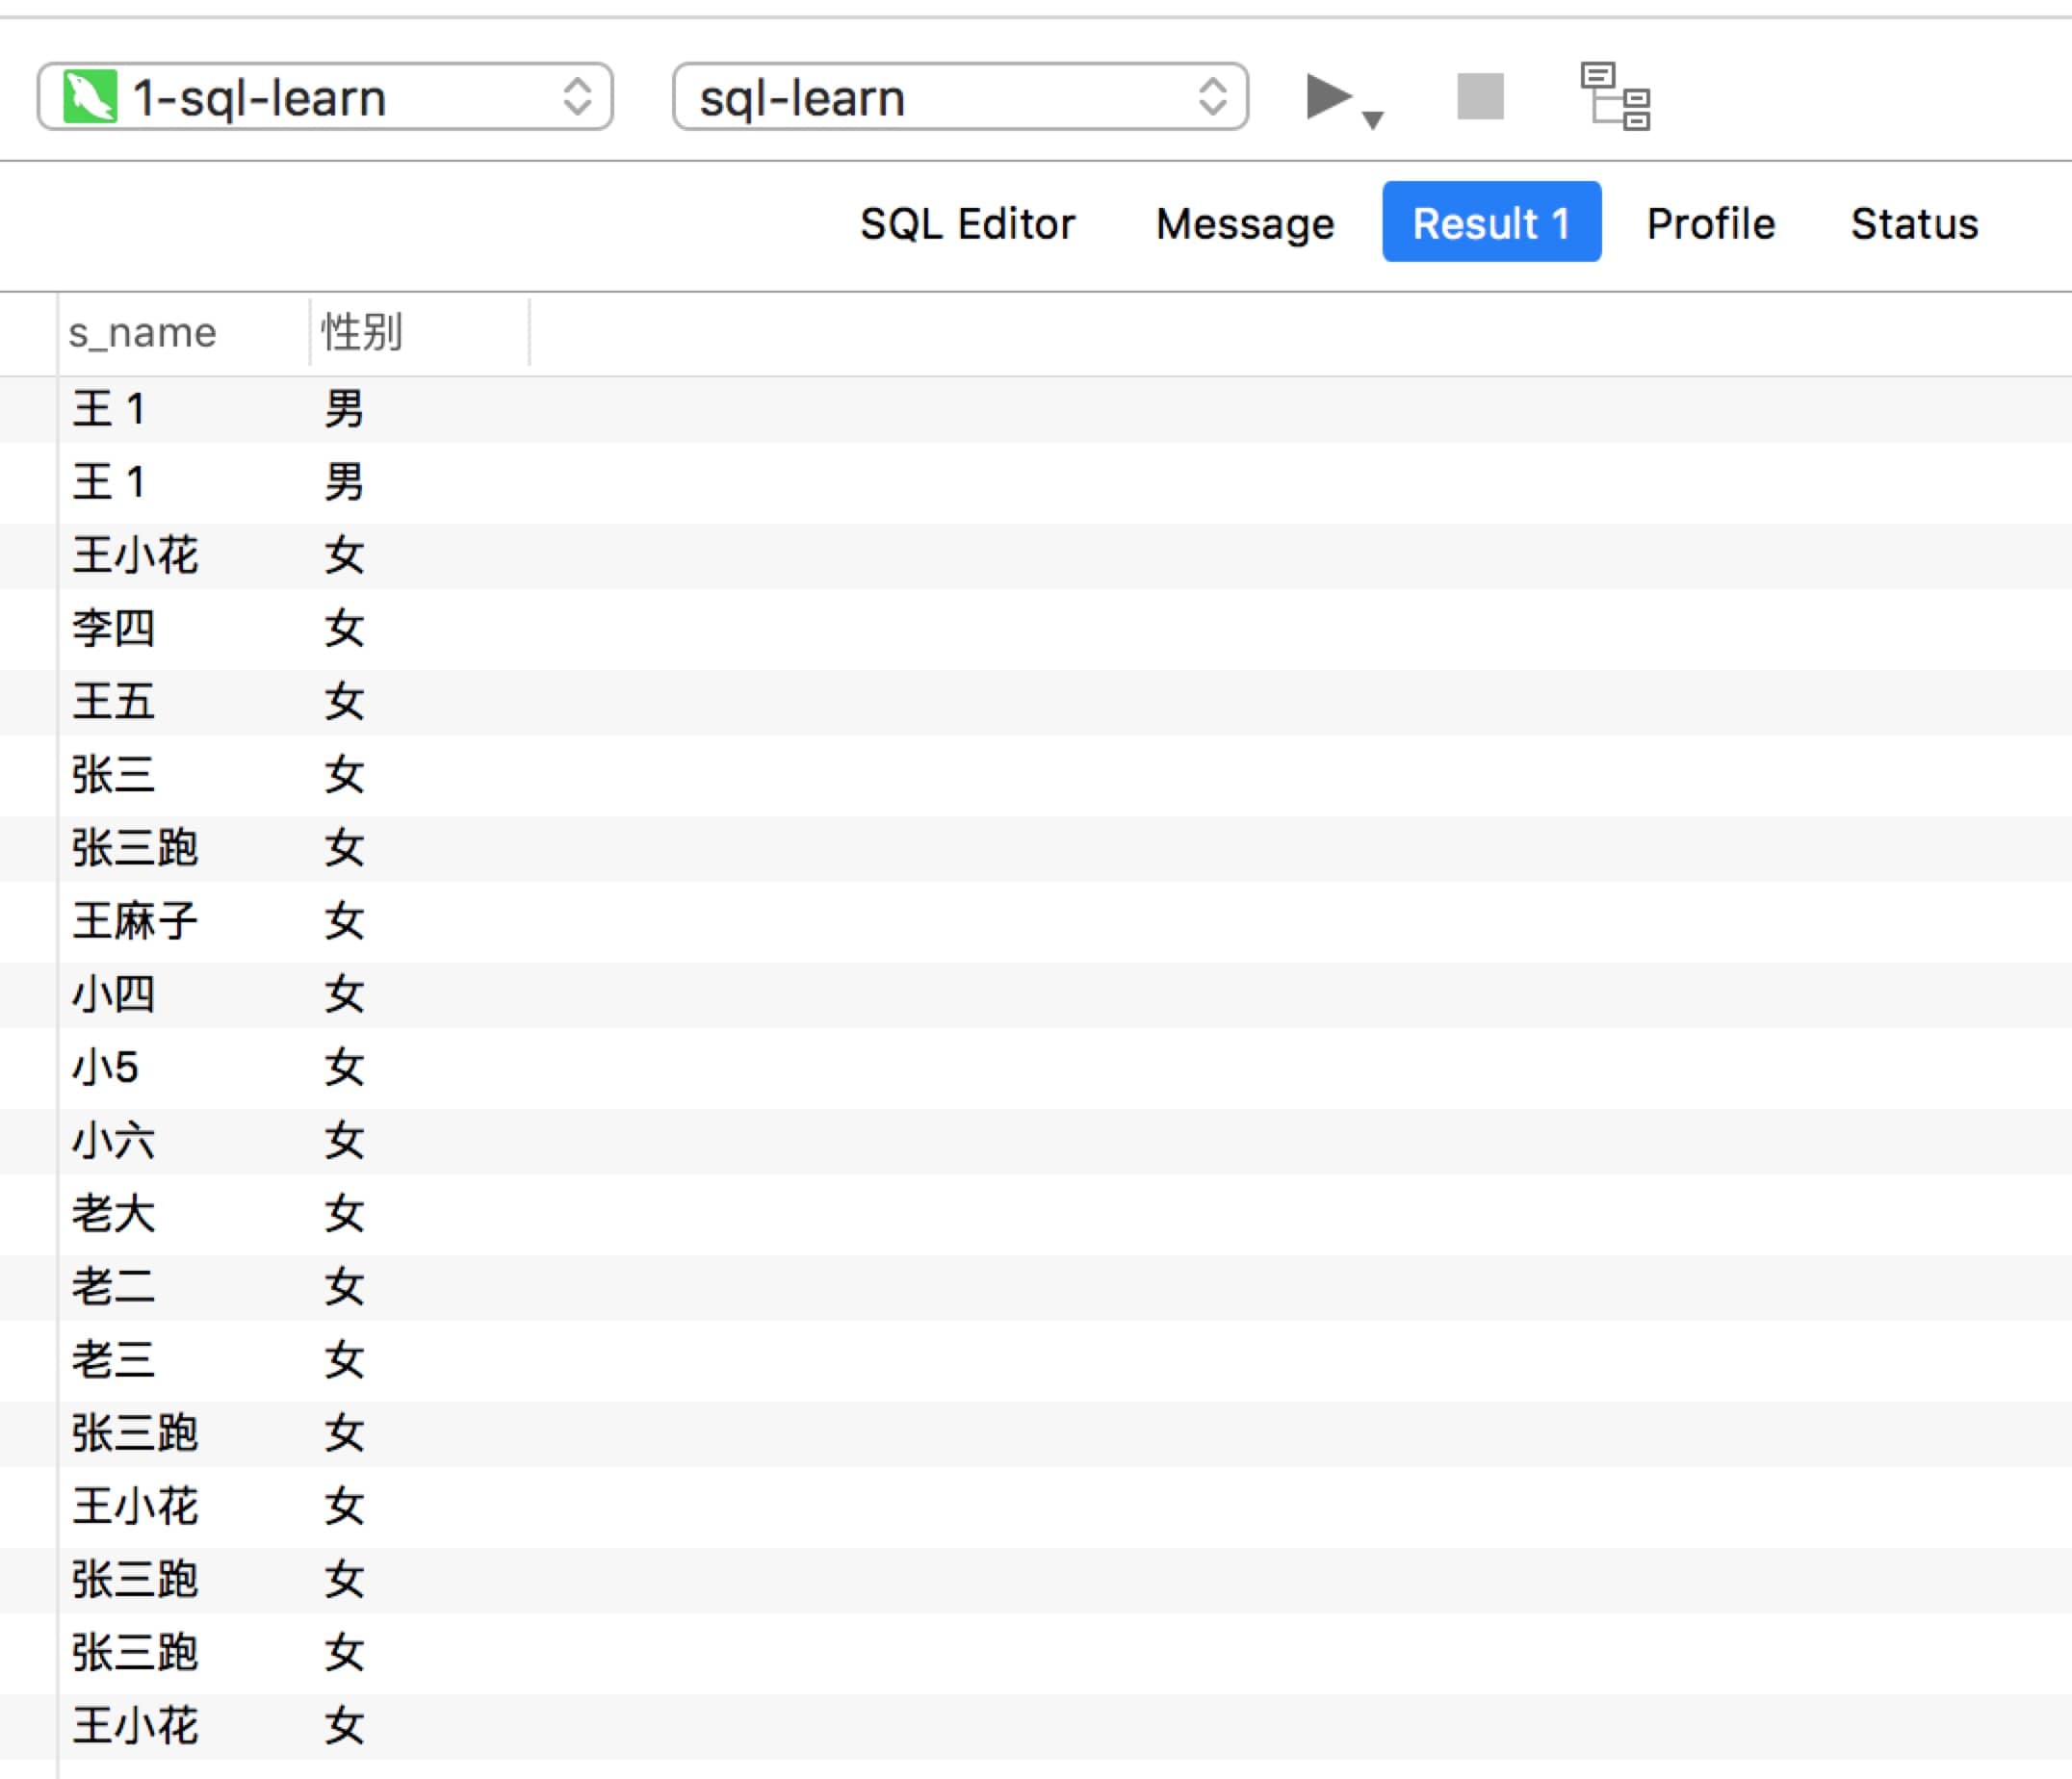 1-sql-learn sql-learn
SQL Editor Message Result 1 Profile Status
s_name 性别
王 1 男
王 1 男
王小花 女
李四 女
王五 女
张三 女
张三跑 女
王麻子 女
小四 女
小5 女
小六 女
老大 女
老二 女
老三 女
张三跑 女
王小花 女
张三跑 女
张三跑 女
王小花 女